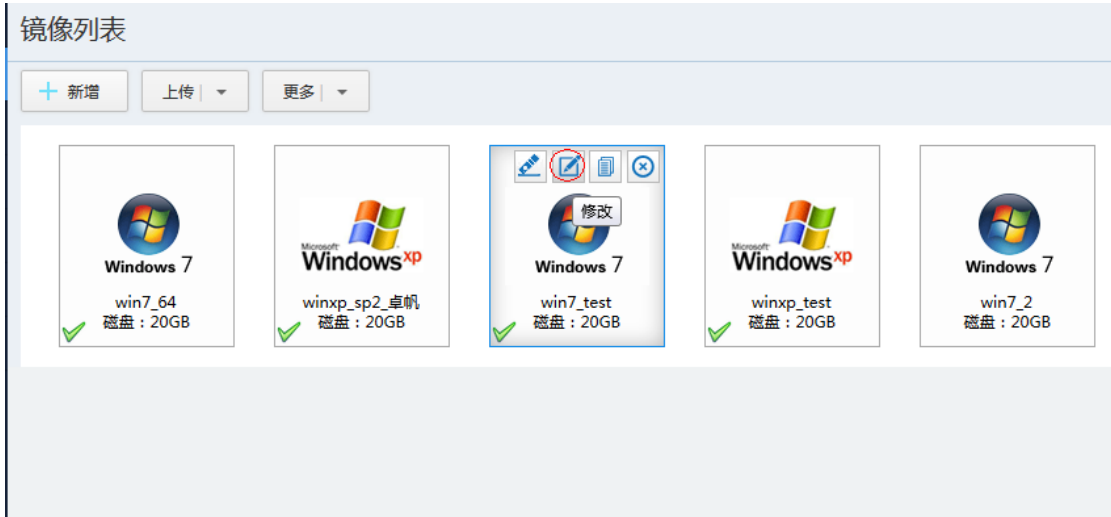 镜像列表
新增
上传
更多
修改
Windows 7
Microsoft
Windows xp
Windows 7
Microsoft
Windows xp
Windows 7
win7_64
磁盘：20GB
winxp_sp2_卓帆
磁盘：20GB
win7_test
磁盘：20GB
winxp_test
磁盘：20GB
win7_2
磁盘：20GB